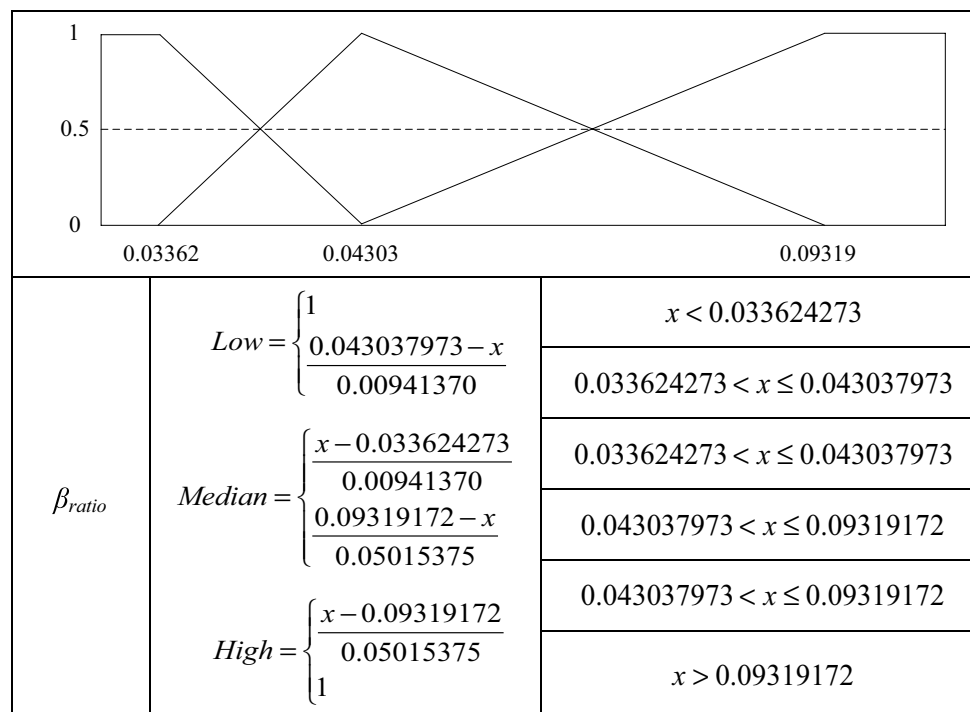 1
0.5
0
0.03362 0.04303 0.09319
β_ratio
Low = { 1
(0.043037973 − x) / 0.00941370
x < 0.033624273
0.033624273 < x ≤ 0.043037973
Median = { (x − 0.033624273) / 0.00941370
(0.09319172 − x) / 0.05015375
0.033624273 < x ≤ 0.043037973
0.043037973 < x ≤ 0.09319172
High = { (x − 0.09319172) / 0.05015375
1
0.043037973 < x ≤ 0.09319172
x > 0.09319172